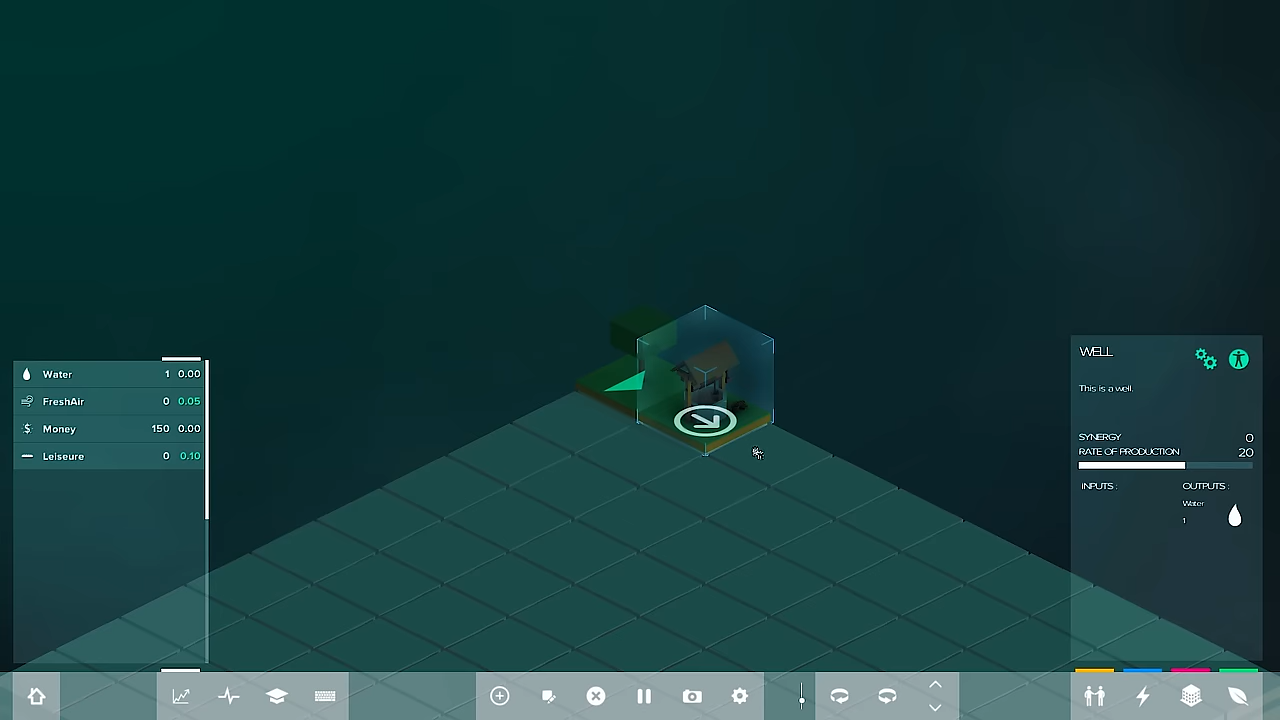 Water 1 0.00
FreshAir 0 0.05
Money 150 0.00
Leiseure 0 0.10
WELL
This is a well.
SYNERGY 0
RATE OF PRODUCTION 20
INPUTS : OUTPUTS :
Water
1